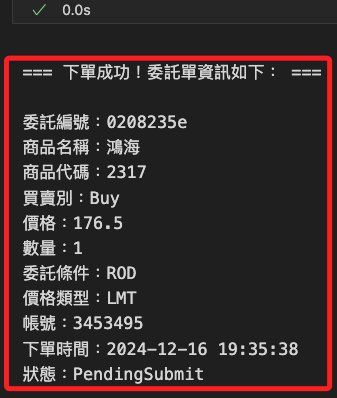 0.0s
=== 下單成功！委託單資訊如下： ===
委託編號：0208235e
商品名稱：鴻海
商品代碼：2317
買賣別：Buy
價格：176.5
數量：1
委託條件：ROD
價格類型：LMT
帳號：3453495
下單時間：2024-12-16 19:35:38
狀態：PendingSubmit